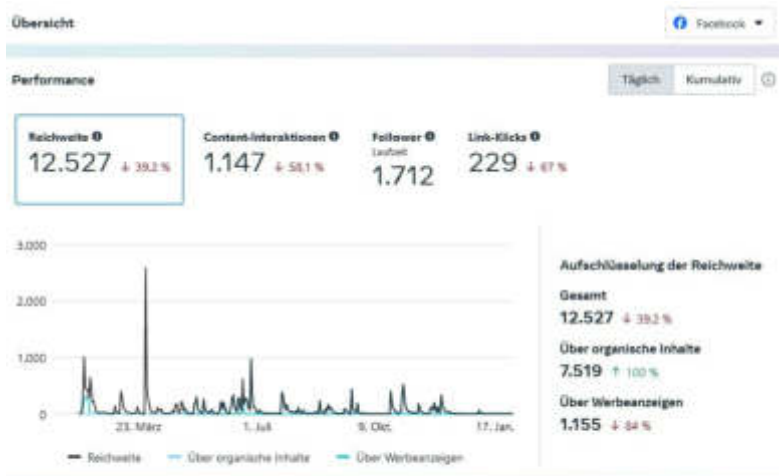 Übersicht
Facebook
Performance
Täglich Kumulativ
Reichweite
12.527 ↓ 39,2 %
Content-Interaktionen
1.147 ↓ 58,1 %
Follower
Laufzeit
1.712
Link-Klicks
229 ↓ 67 %
3.000
2.000
1.000
0
23. März 1. Juli 9. Okt. 17. Jan.
Reichweite Über organische Inhalte Über Werbeanzeigen
Aufschlüsselung der Reichweite
Gesamt
12.527 ↓ 39,2 %
Über organische Inhalte
7.519 ↑ 100 %
Über Werbeanzeigen
1.155 ↓ 84 %